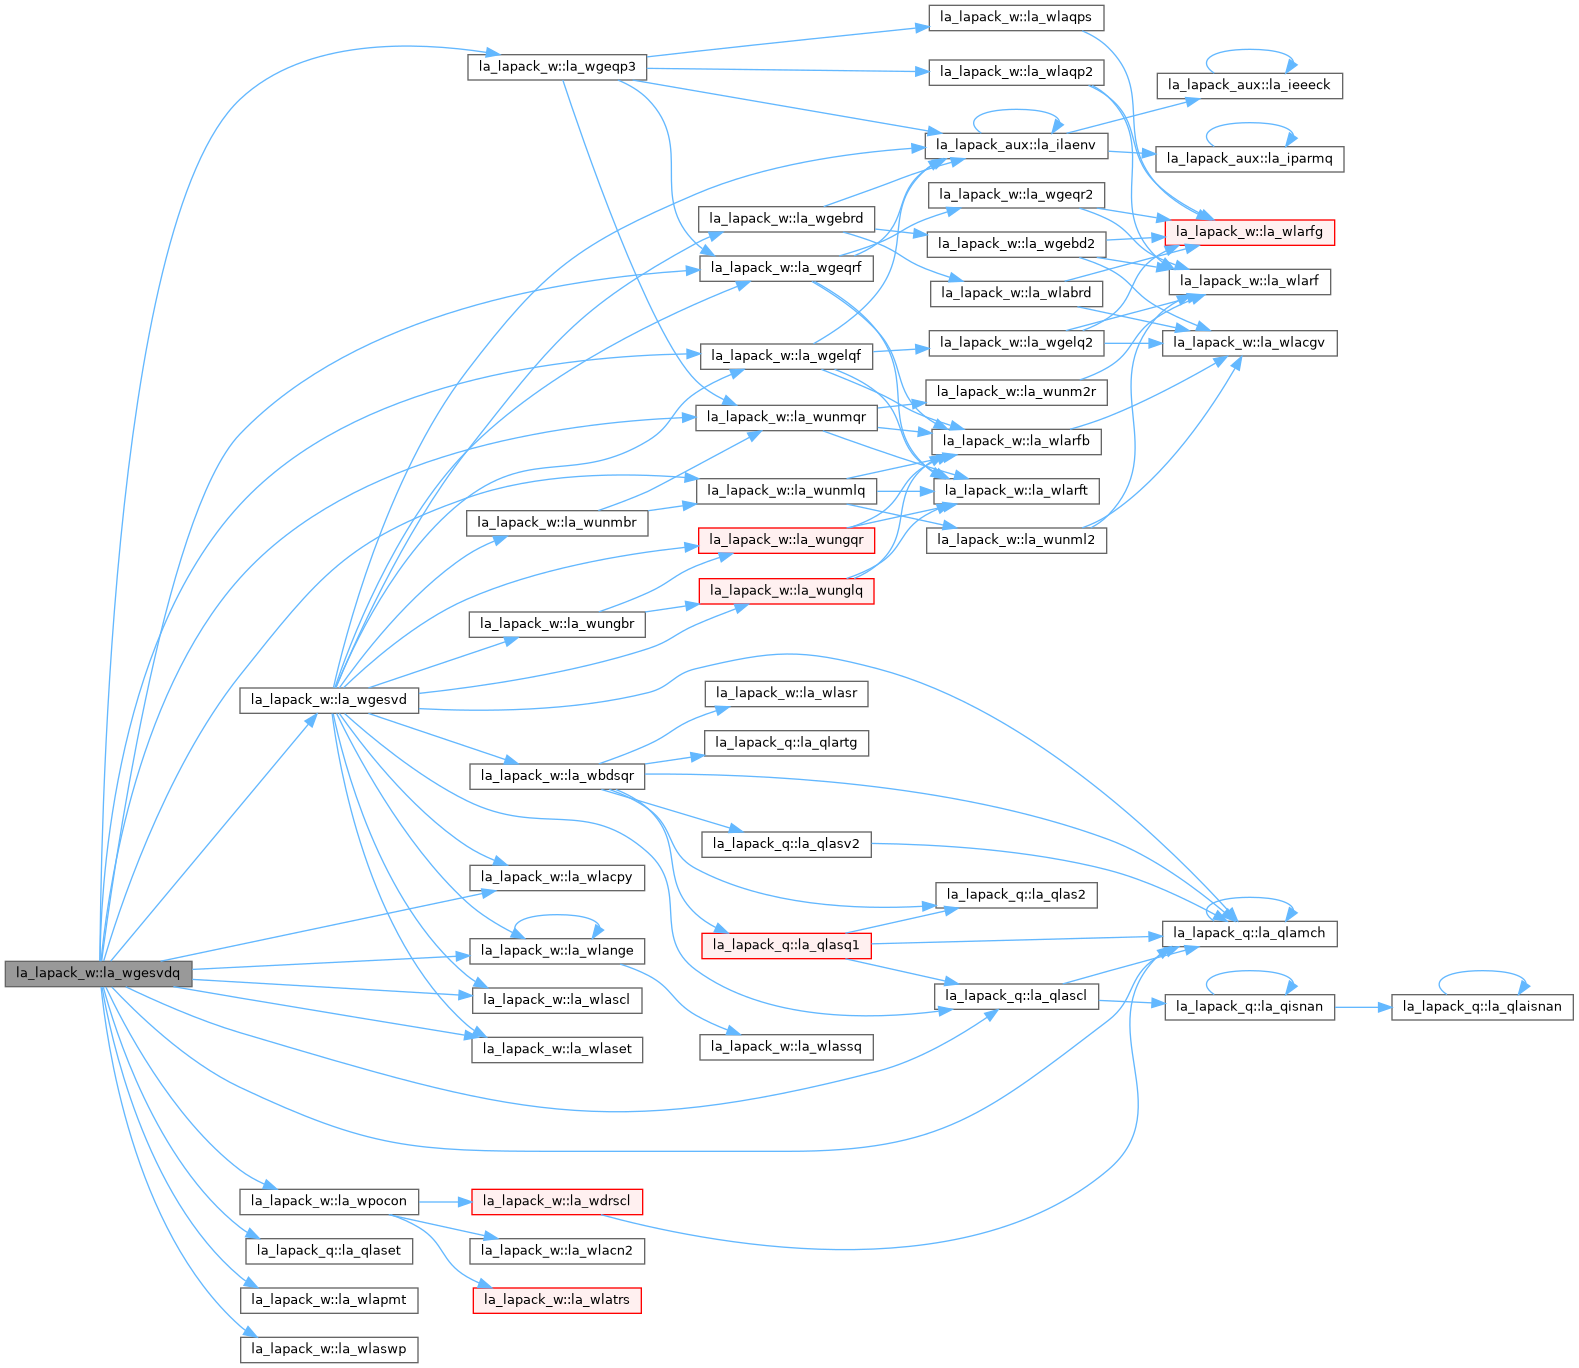 la_lapack_w::la_wlaqps
la_lapack_w::la_wgeqp3
la_lapack_w::la_wlaqp2
la_lapack_aux::la_ieeeck
la_lapack_aux::la_ilaenv
la_lapack_aux::la_iparmq
la_lapack_w::la_wgeqr2
la_lapack_w::la_wgebrd
la_lapack_w::la_wlarfg
la_lapack_w::la_wgebd2
la_lapack_w::la_wgeqrf
la_lapack_w::la_wlarf
la_lapack_w::la_wlabrd
la_lapack_w::la_wgelq2
la_lapack_w::la_wlacgv
la_lapack_w::la_wgelqf
la_lapack_w::la_wunm2r
la_lapack_w::la_wunmqr
la_lapack_w::la_wlarfb
la_lapack_w::la_wunmlq
la_lapack_w::la_wlarft
la_lapack_w::la_wunmbr
la_lapack_w::la_wungqr
la_lapack_w::la_wunml2
la_lapack_w::la_wunglq
la_lapack_w::la_wungbr
la_lapack_w::la_wgesvd
la_lapack_w::la_wlasr
la_lapack_q::la_qlartg
la_lapack_w::la_wbdsqr
la_lapack_q::la_qlasv2
la_lapack_w::la_wlacpy
la_lapack_q::la_qlas2
la_lapack_q::la_qlamch
la_lapack_q::la_qlasq1
la_lapack_w::la_wlange
la_lapack_w::la_wgesvdq
la_lapack_q::la_qlascl
la_lapack_w::la_wlascl
la_lapack_q::la_qisnan
la_lapack_q::la_qlaisnan
la_lapack_w::la_wlaset
la_lapack_w::la_wlassq
la_lapack_w::la_wpocon
la_lapack_w::la_wdrscl
la_lapack_q::la_qlaset
la_lapack_w::la_wlacn2
la_lapack_w::la_wlapmt
la_lapack_w::la_wlatrs
la_lapack_w::la_wlaswp